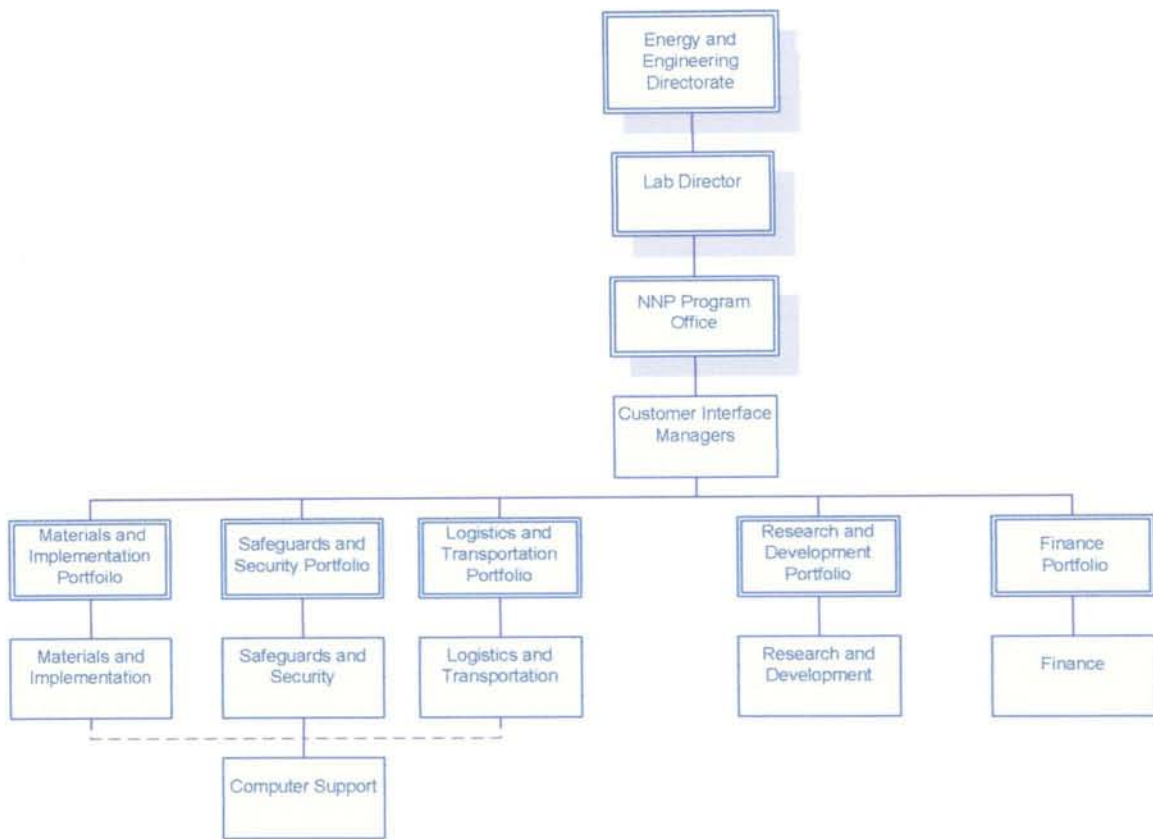 Energy and
Engineering
Directorate
Lab Director
NNP Program
Office
Customer Interface
Managers
Materials and
Implementation
Portfoilo
Safeguards and
Security Portfolio
Logistics and
Transportation
Portfolio
Research and
Development
Portfolio
Finance
Portfolio
Materials and
Implementation
Safeguards and
Security
Logistics and
Transportation
Research and
Development
Finance
Computer Support